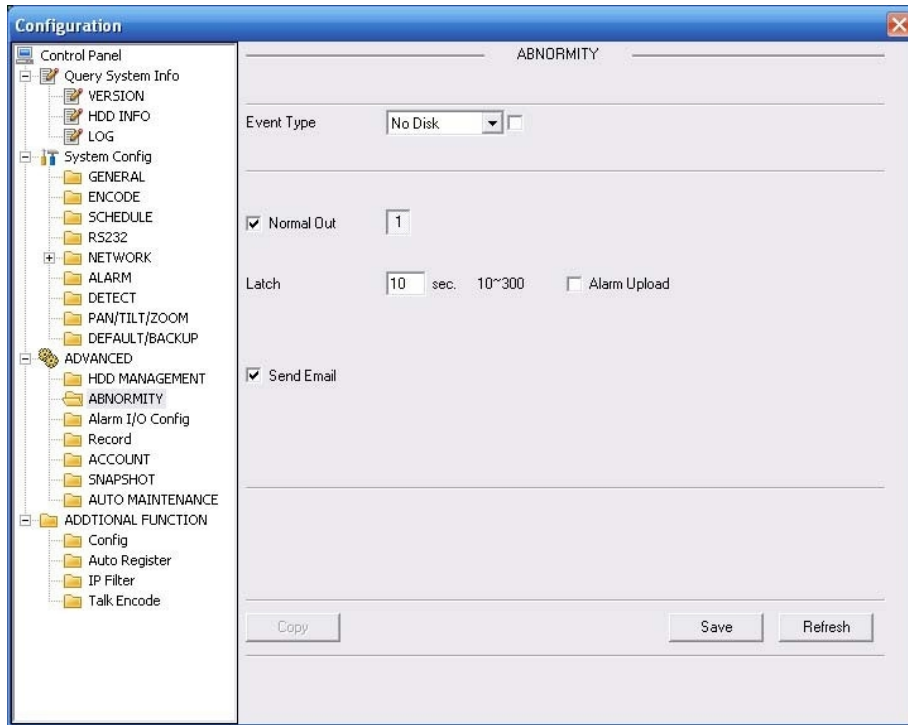 Configuration
Control Panel
Query System Info
VERSION
HDD INFO
LOG
System Config
GENERAL
ENCODE
SCHEDULE
RS232
NETWORK
ALARM
DETECT
PAN/TILT/ZOOM
DEFAULT/BACKUP
ADVANCED
HDD MANAGEMENT
ABNORMITY
Alarm I/O Config
Record
ACCOUNT
SNAPSHOT
AUTO MAINTENANCE
ADDTIONAL FUNCTION
Config
Auto Register
IP Filter
Talk Encode
ABNORMITY
Event Type No Disk
Normal Out 1
Latch 10 sec. 10~300 Alarm Upload
Send Email
Copy Save Refresh